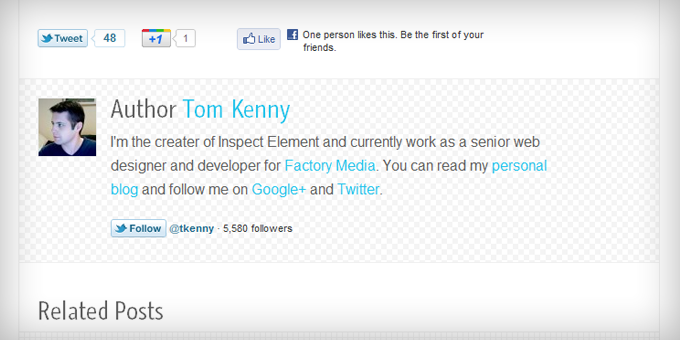 Tweet 48 +1 1 Like One person likes this. Be the first of your
friends.
Author Tom Kenny
I'm the creator of Inspect Element and currently work as a senior web
designer and developer for Factory Media. You can read my personal
blog and follow me on Google+ and Twitter.
Follow @tkenny · 5,580 followers
Related Posts